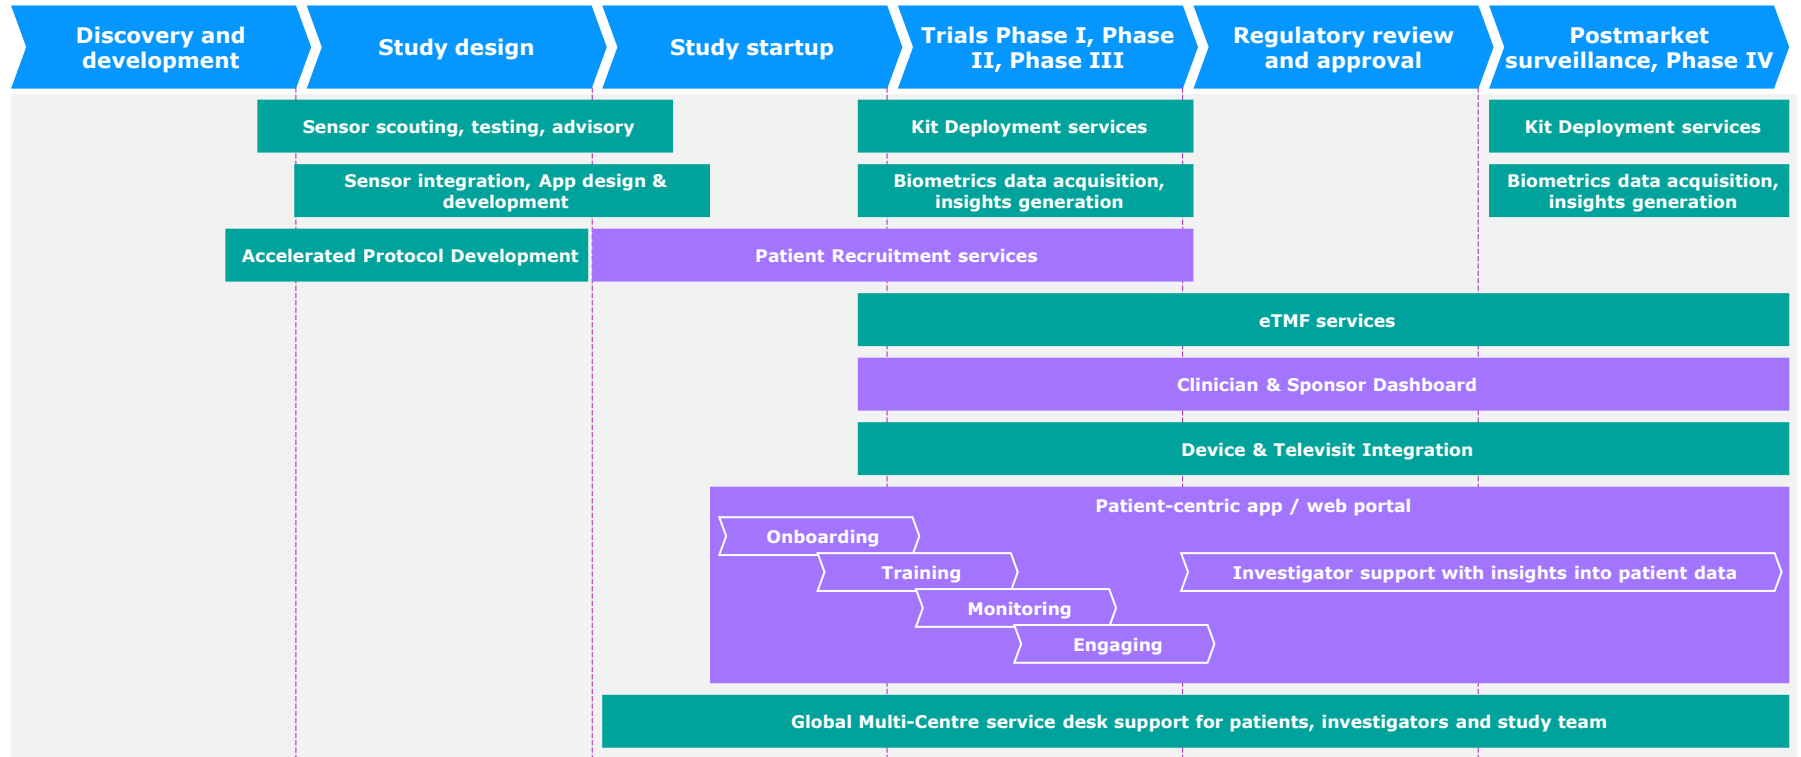 Discovery and
development
Study design
Study startup
Trials Phase I, Phase
II, Phase III
Regulatory review
and approval
Postmarket
surveillance, Phase IV
Sensor scouting, testing, advisory
Kit Deployment services
Kit Deployment services
Sensor integration, App design &
development
Biometrics data acquisition,
insights generation
Biometrics data acquisition,
insights generation
Accelerated Protocol Development
Patient Recruitment services
eTMF services
Clinician & Sponsor Dashboard
Device & Televisit Integration
Patient-centric app / web portal
Onboarding
Training
Investigator support with insights into patient data
Monitoring
Engaging
Global Multi-Centre service desk support for patients, investigators and study team